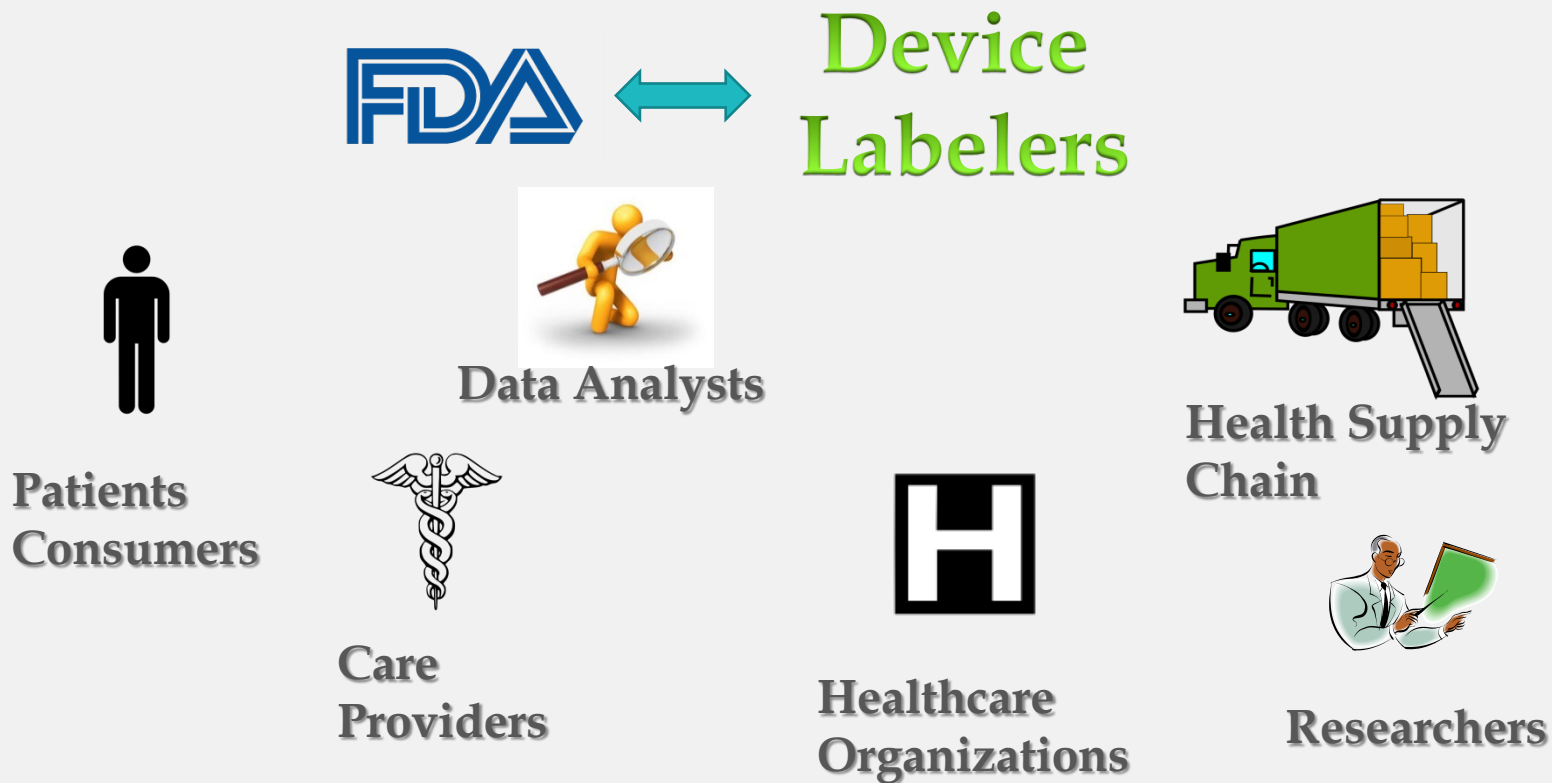 FDA
Device
Labelers
Data Analysts
Health Supply
Chain
Patients
Consumers
H
Care
Providers
Healthcare
Organizations
Researchers